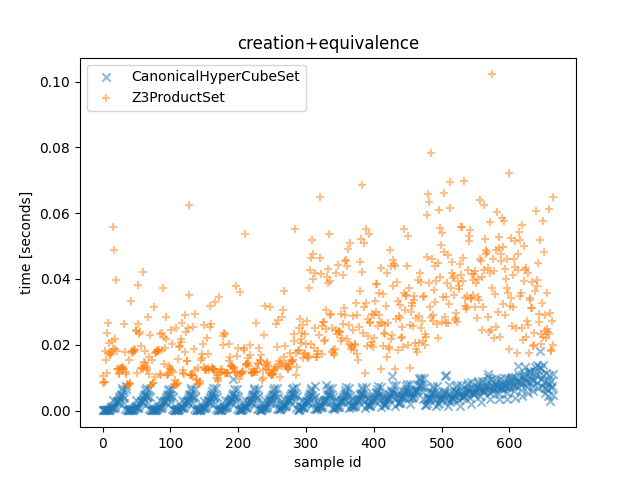 creation+equivalence
CanonicalHyperCubeSet
Z3ProductSet
time [seconds]
0.10
0.08
0.06
0.04
0.02
0.00
0 100 200 300 400 500 600
sample id